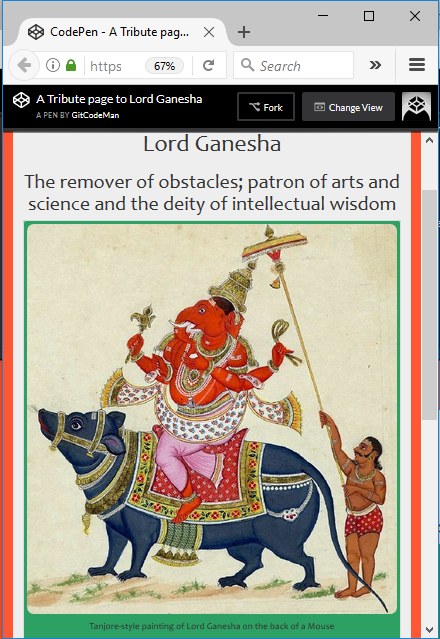 CodePen - A Tribute pag...
https
67%
Search
A Tribute page to Lord Ganesha
A PEN BY GitCodeMan
Fork
Change View
Lord Ganesha
The remover of obstacles; patron of arts and
science and the deity of intellectual wisdom
Tanjore-style painting of Lord Ganesha on the back of a Mouse